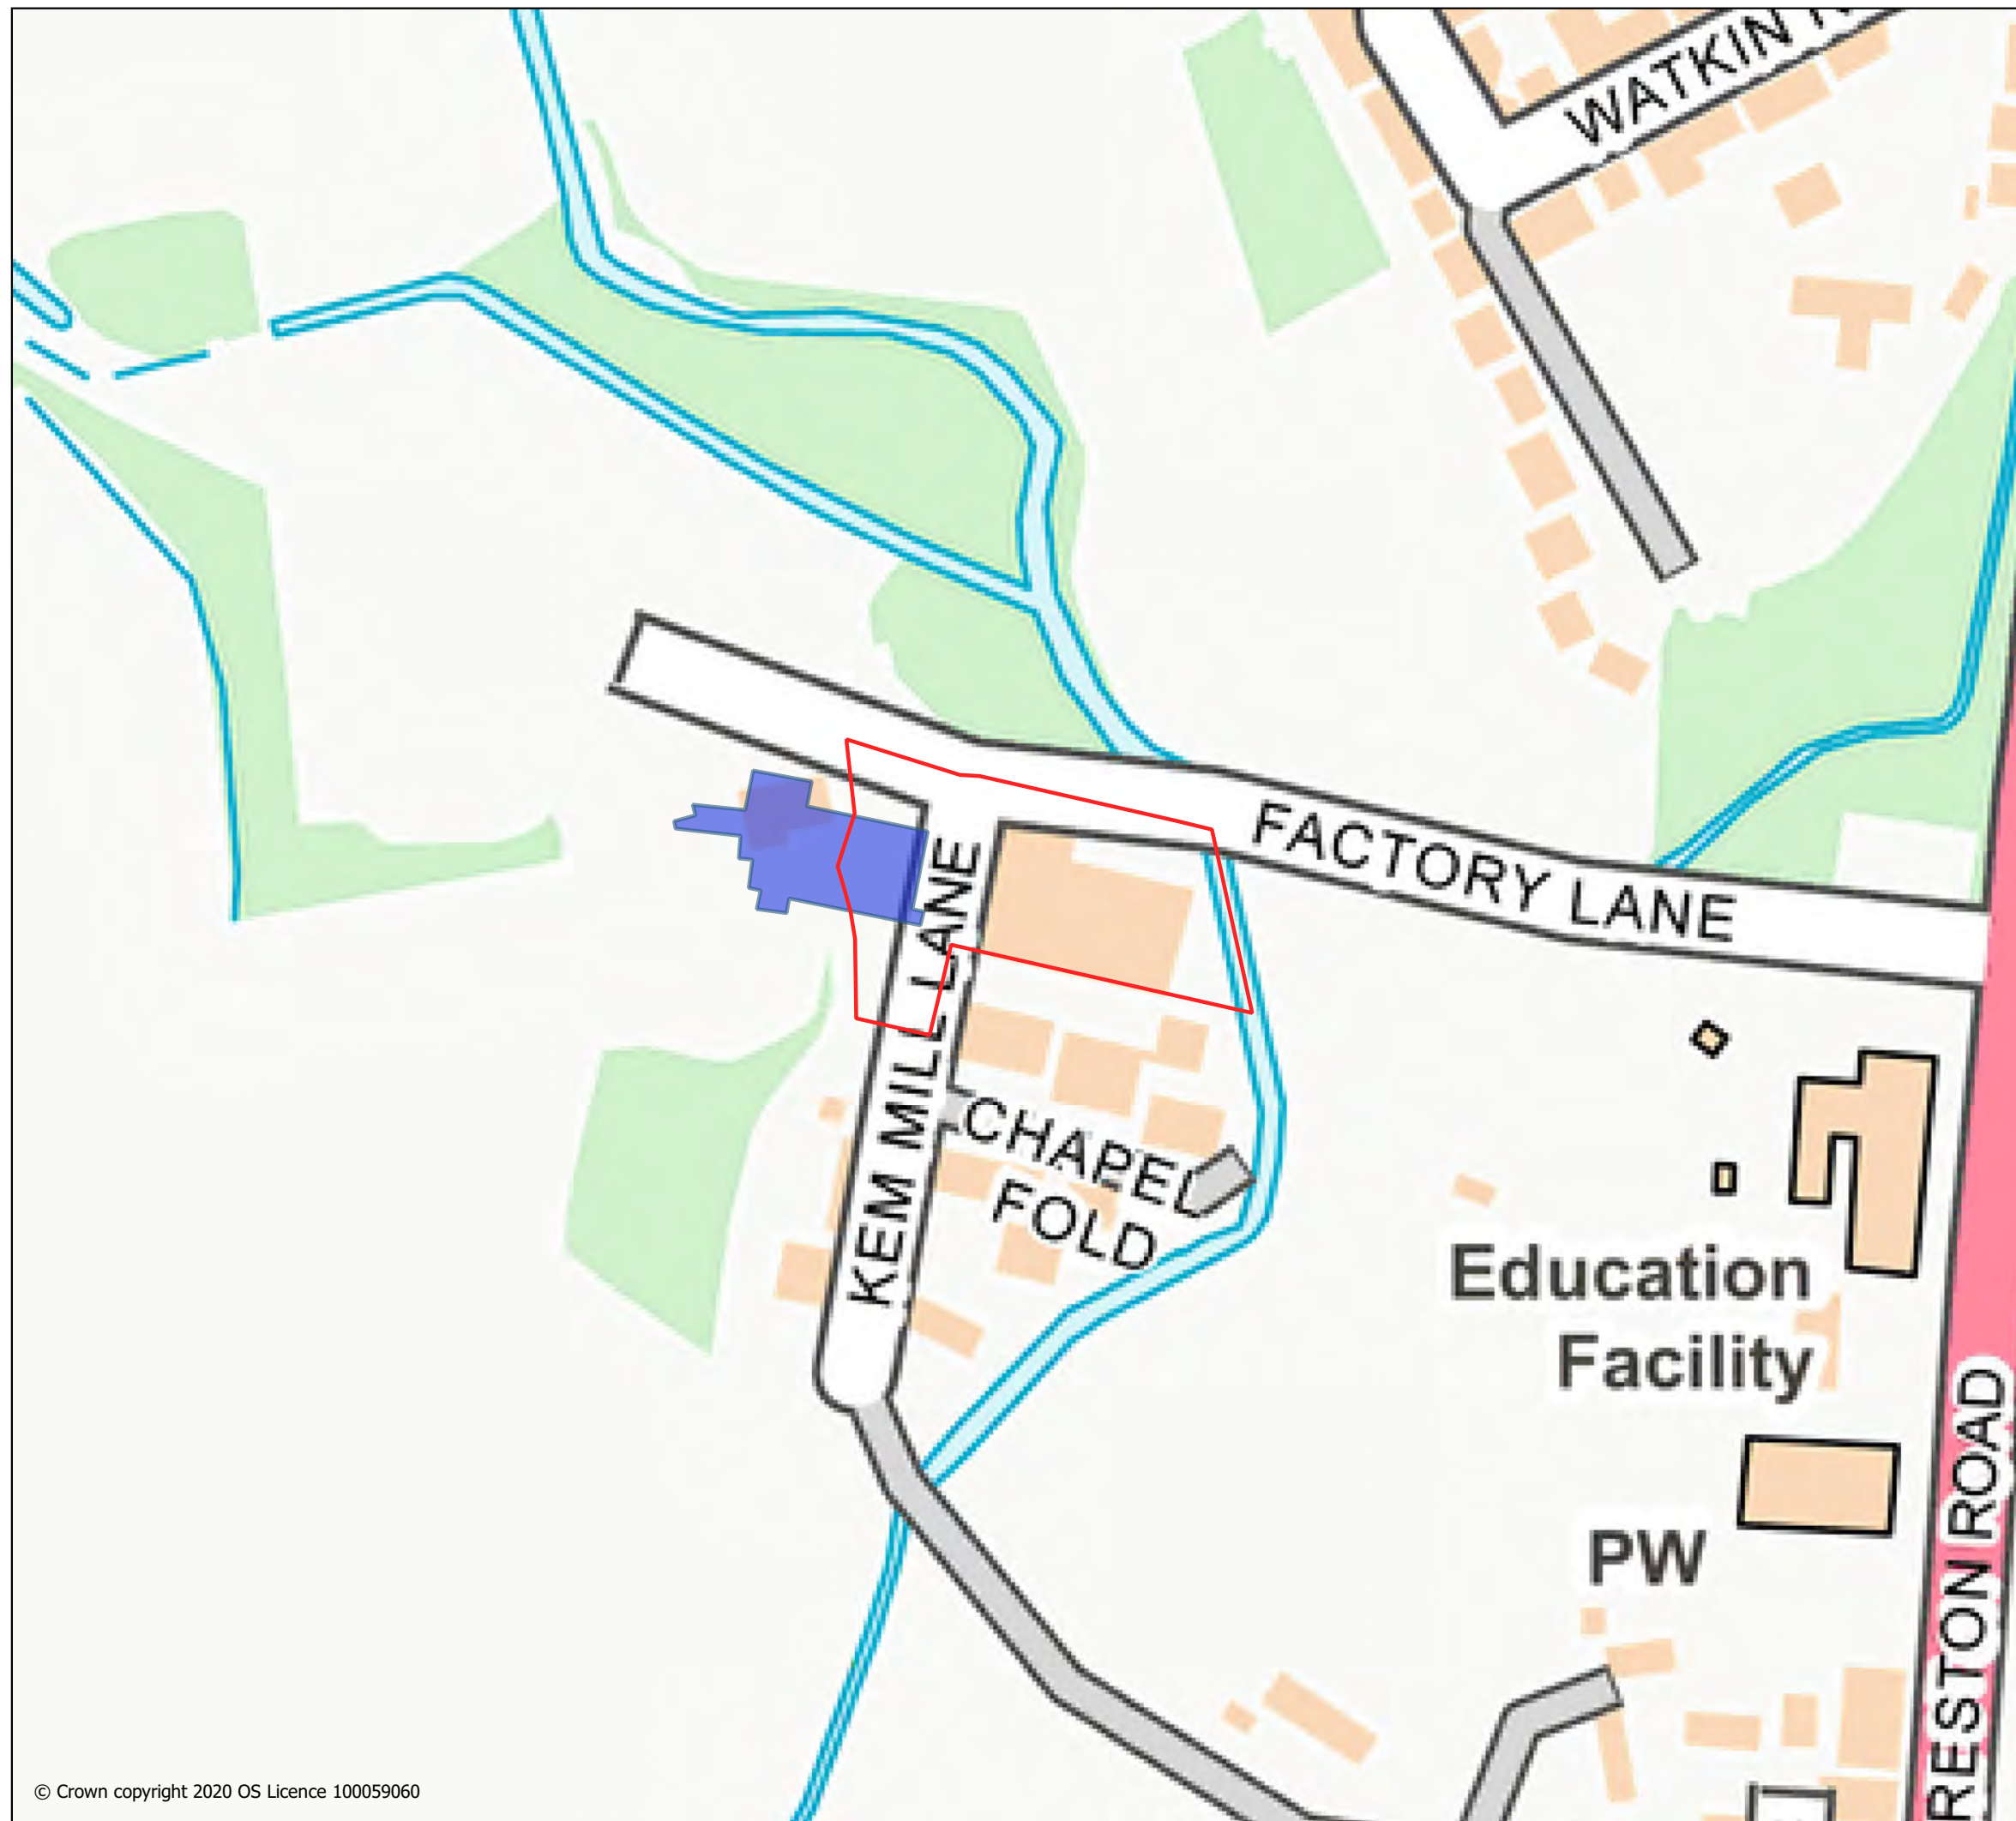 WATKIN
FACTORY LANE
KEM MILL LANE
CHAPEL
FOLD
Education
Facility
PW
RESTON ROAD
© Crown copyright 2020 OS Licence 100059060